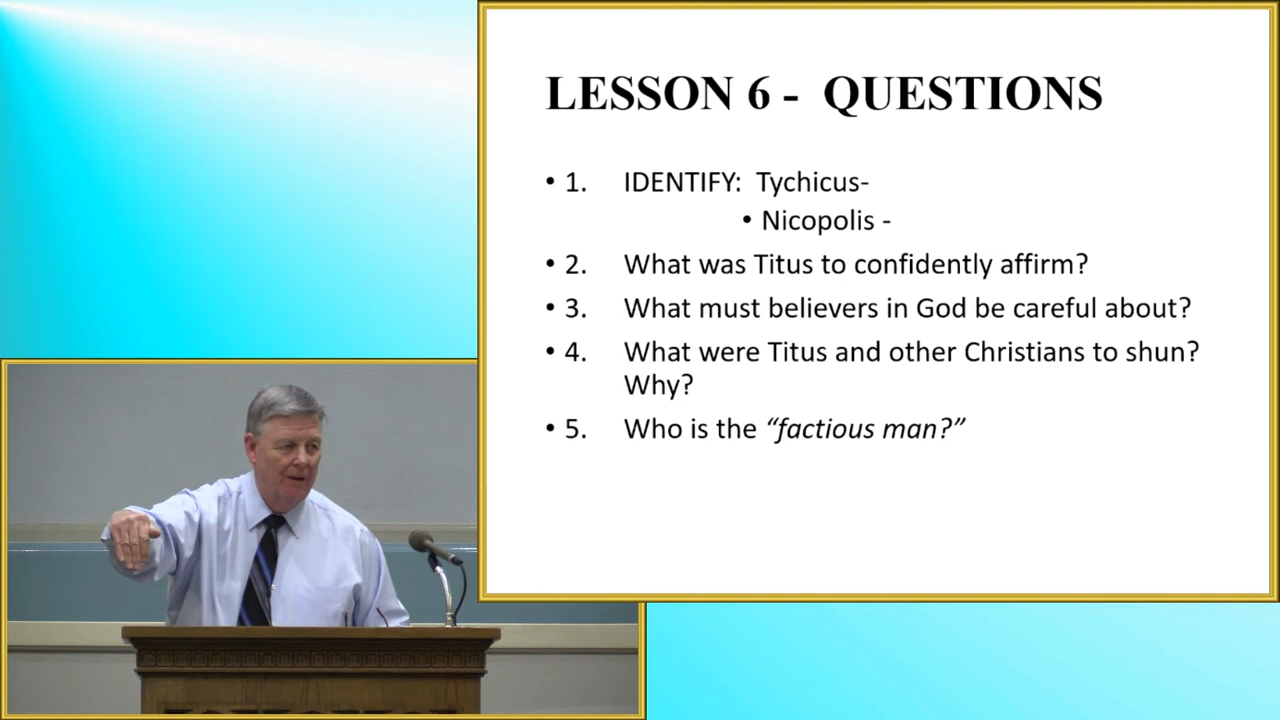 LESSON 6 - QUESTIONS
• 1. IDENTIFY: Tychicus-
• Nicopolis -
• 2. What was Titus to confidently affirm?
• 3. What must believers in God be careful about?
• 4. What were Titus and other Christians to shun?
Why?
• 5. Who is the “factious man?”